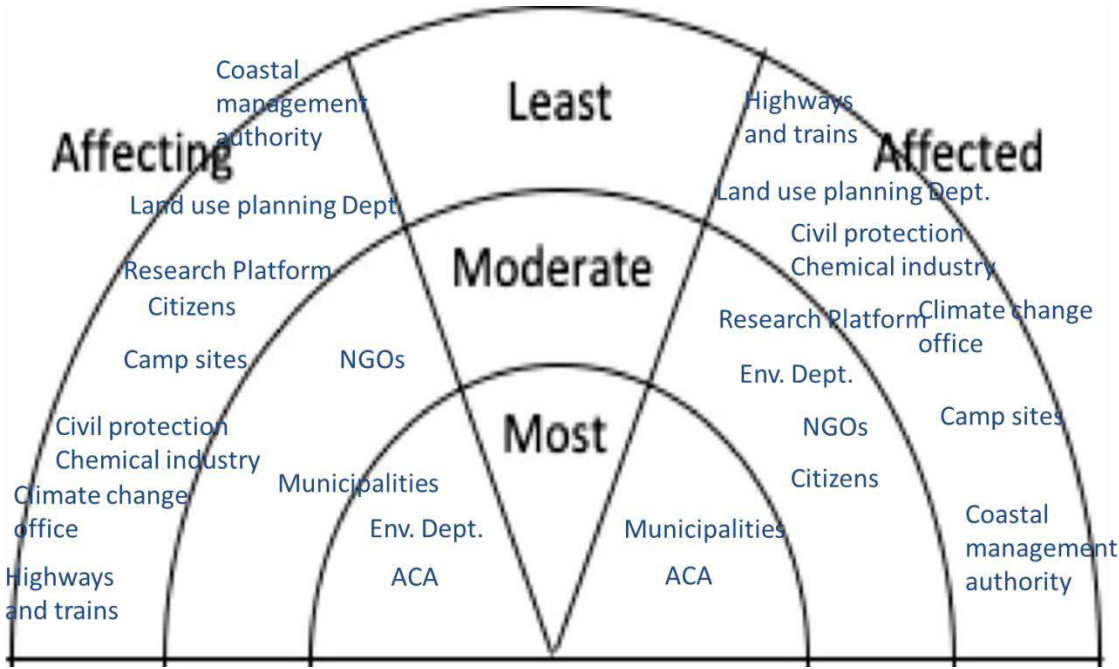 Coastal
management
authority
Affecting
Land use planning Dept.
Research Platform
Citizens
Camp sites
NGOs
Civil protection
Chemical industry
Climate change
office
Highways
and trains
Municipalities
Env. Dept.
ACA
Least
Moderate
Most
Highways
and trains
Affected
Land use planning Dept.
Civil protection
Chemical industry
Research Platform
Climate change
office
Env. Dept.
NGOs
Camp sites
Citizens
Municipalities
ACA
Coastal
management
authority